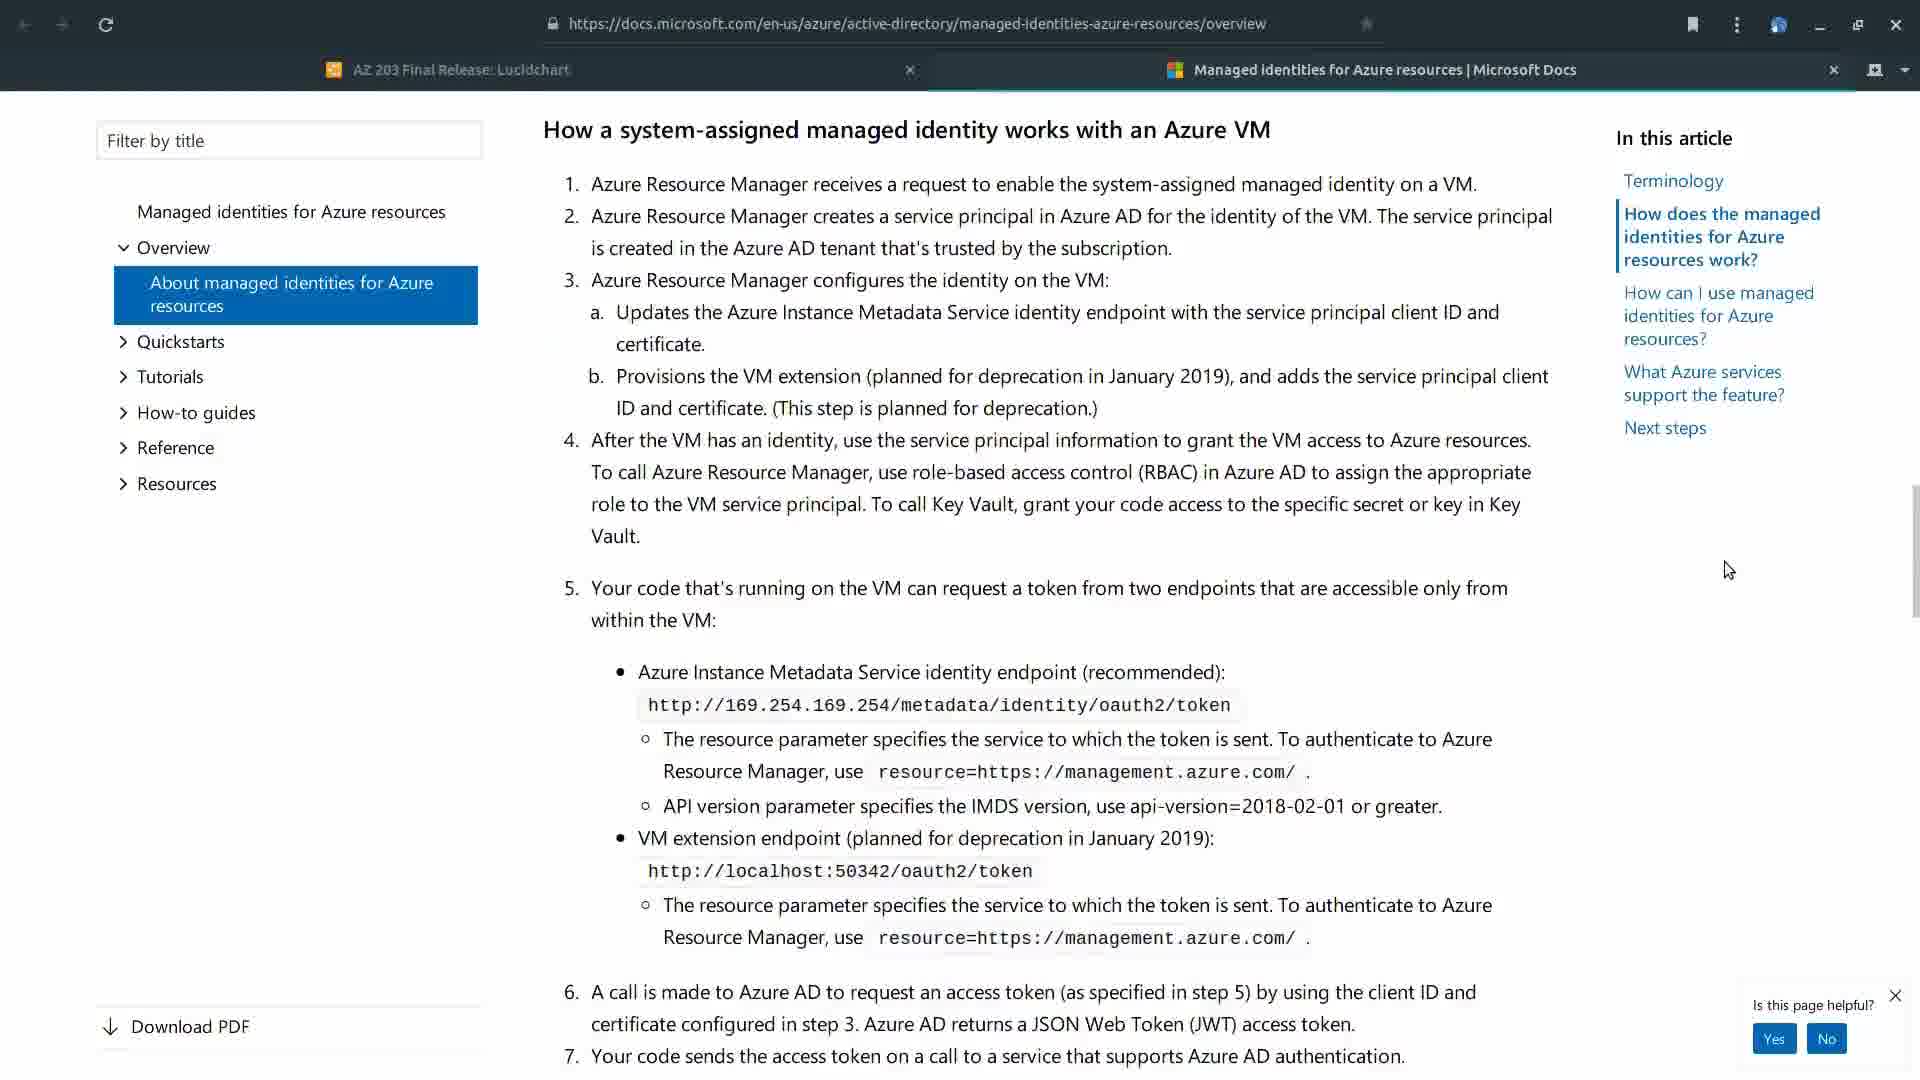 https://docs.microsoft.com/en-us/azure/active-directory/managed-identities-azure-resources/overview
AZ 203 Final Release: Lucidchart
Managed identities for Azure resources | Microsoft Docs
Filter by title
Managed identities for Azure resources
Overview
About managed identities for Azure
resources
Quickstarts
Tutorials
How-to guides
Reference
Resources
Download PDF
How a system-assigned managed identity works with an Azure VM
1. Azure Resource Manager receives a request to enable the system-assigned managed identity on a VM.
2. Azure Resource Manager creates a service principal in Azure AD for the identity of the VM. The service principal
is created in the Azure AD tenant that's trusted by the subscription.
3. Azure Resource Manager configures the identity on the VM:
a. Updates the Azure Instance Metadata Service identity endpoint with the service principal client ID and
certificate.
b. Provisions the VM extension (planned for deprecation in January 2019), and adds the service principal client
ID and certificate. (This step is planned for deprecation.)
4. After the VM has an identity, use the service principal information to grant the VM access to Azure resources.
To call Azure Resource Manager, use role-based access control (RBAC) in Azure AD to assign the appropriate
role to the VM service principal. To call Key Vault, grant your code access to the specific secret or key in Key
Vault.
5. Your code that's running on the VM can request a token from two endpoints that are accessible only from
within the VM:
• Azure Instance Metadata Service identity endpoint (recommended):
http://169.254.169.254/metadata/identity/oauth2/token
○ The resource parameter specifies the service to which the token is sent. To authenticate to Azure
Resource Manager, use resource=https://management.azure.com/ .
○ API version parameter specifies the IMDS version, use api-version=2018-02-01 or greater.
• VM extension endpoint (planned for deprecation in January 2019):
http://localhost:50342/oauth2/token
○ The resource parameter specifies the service to which the token is sent. To authenticate to Azure
Resource Manager, use resource=https://management.azure.com/ .
6. A call is made to Azure AD to request an access token (as specified in step 5) by using the client ID and
certificate configured in step 3. Azure AD returns a JSON Web Token (JWT) access token.
7. Your code sends the access token on a call to a service that supports Azure AD authentication.
In this article
Terminology
How does the managed
identities for Azure
resources work?
How can I use managed
identities for Azure
resources?
What Azure services
support the feature?
Next steps
Is this page helpful?
Yes No